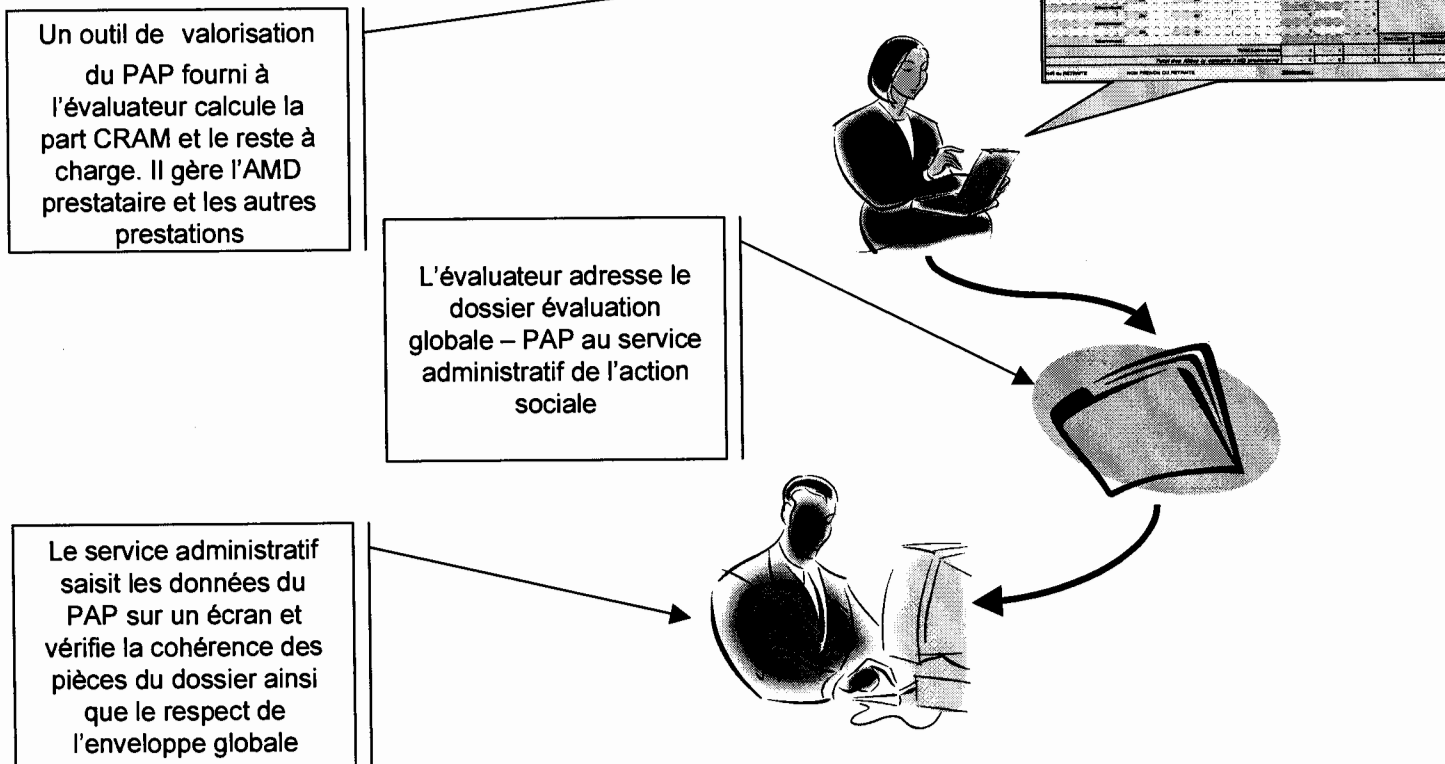 Un outil de valorisation
du PAP fourni à
l'évaluateur calcule la
part CRAM et le reste à
charge. Il gère l'AMD
prestataire et les autres
prestations
L'évaluateur adresse le
dossier évaluation
globale – PAP au service
administratif de l'action
sociale
Le service administratif
saisit les données du
PAP sur un écran et
vérifie la cohérence des
pièces du dossier ainsi
que le respect de
l'enveloppe globale